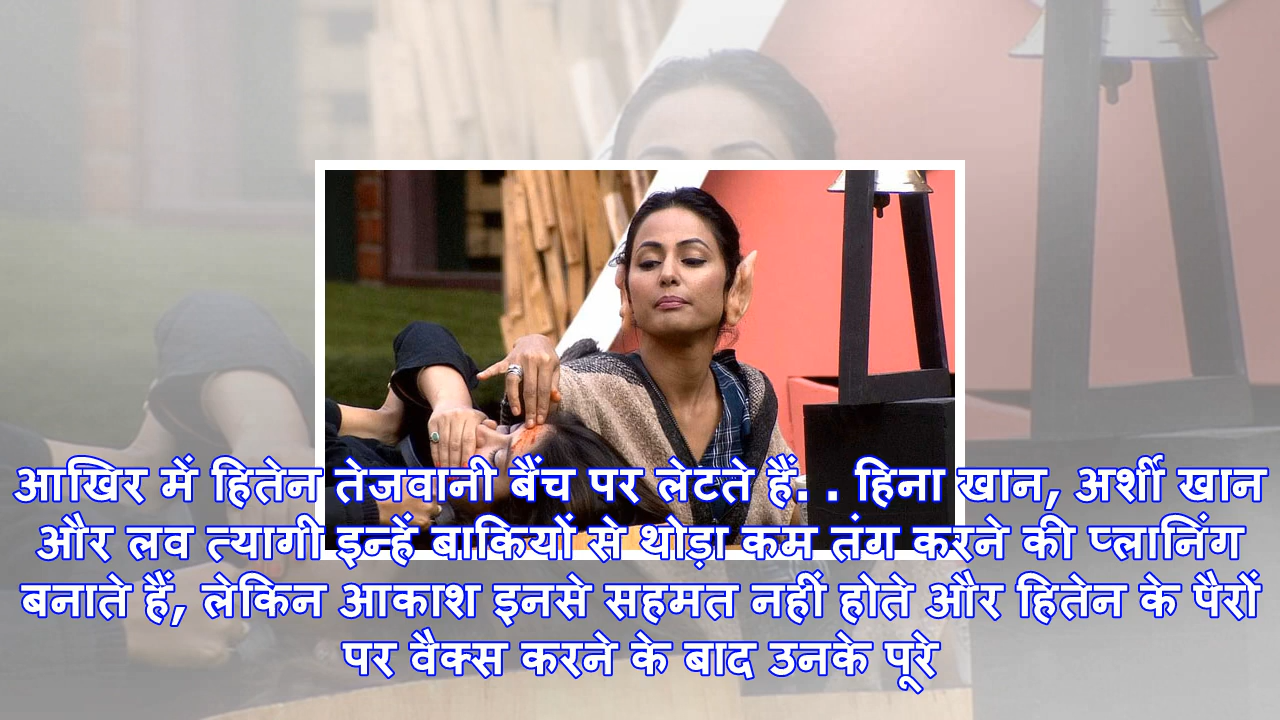 आखिर में हितेन तेजवानी बैंच पर लेटते हैं. . हिना खान, अर्शी खान
और लव त्यागी इन्हें बाकियों से थोड़ा कम तंग करने की प्लानिंग
बनाते हैं, लेकिन आकाश इनसे सहमत नहीं होते और हितेन के पैरों
पर वैक्स करने के बाद उनके पूरे